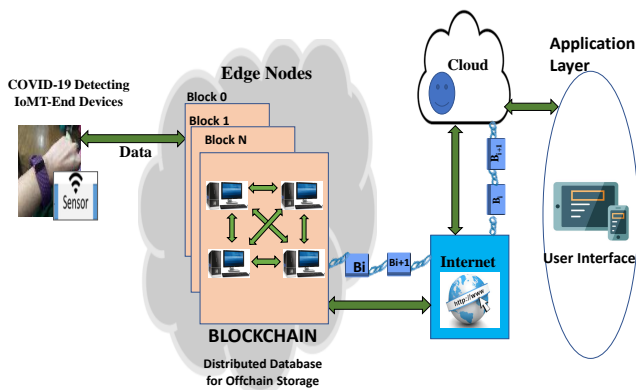 COVID-19 Detecting
IoMT-End Devices
Data
Sensor
Edge Nodes
Block 0
Block 1
Block N
BLOCKCHAIN
Distributed Database
for Offchain Storage
Bi
Bi+1
Cloud
B i+1
B i
Internet
http://www
Application
Layer
User Interface